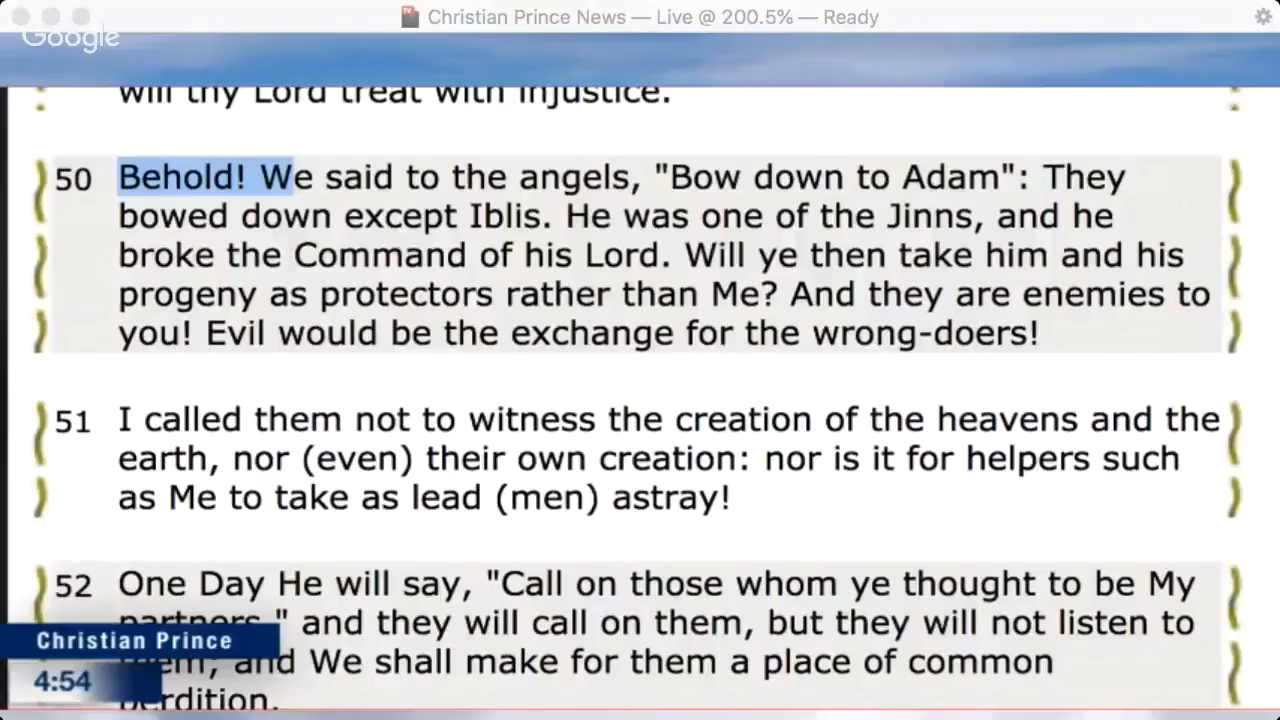 Christian Prince News — Live @ 200.5% — Ready
Google
will thy Lord treat with injustice.
50 Behold! We said to the angels, "Bow down to Adam": They
bowed down except Iblis. He was one of the Jinns, and he
broke the Command of his Lord. Will ye then take him and his
progeny as protectors rather than Me? And they are enemies to
you! Evil would be the exchange for the wrong-doers!
51 I called them not to witness the creation of the heavens and the
earth, nor (even) their own creation: nor is it for helpers such
as Me to take as lead (men) astray!
52 One Day He will say, "Call on those whom ye thought to be My
partners," and they will call on them, but they will not listen to
them; and We shall make for them a place of common
perdition.
Christian Prince
4:54